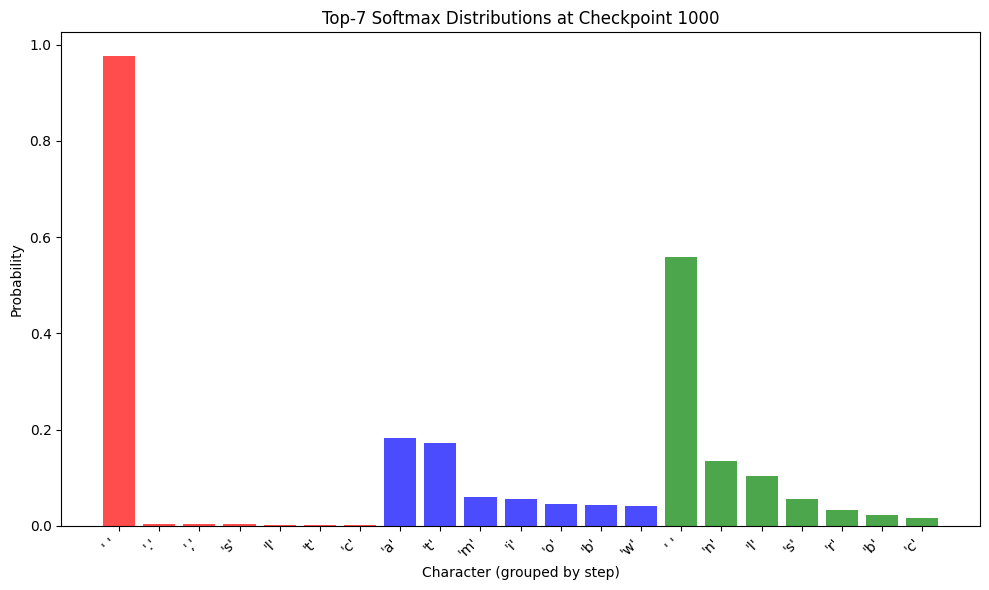 Top-7 Softmax Distributions at Checkpoint 1000
Probability
1.0
0.8
0.6
0.4
0.2
0.0
' ' '.' ',' 's' 'l' 't' 'c' 'a' 't' 'm' 'i' 'o' 'b' 'w' ' ' 'n' 'l' 's' 'r' 'b' 'c'
Character (grouped by step)